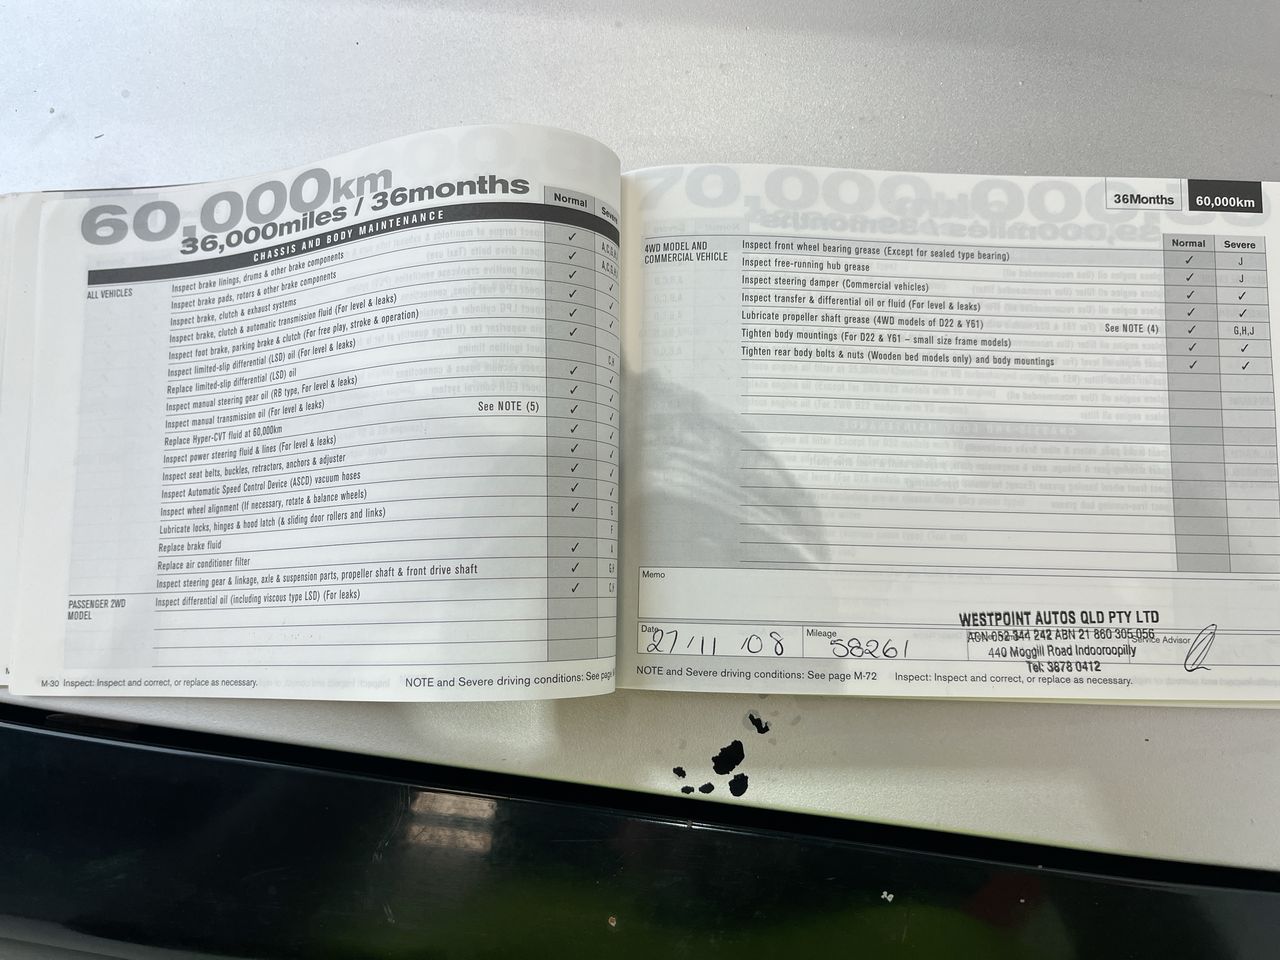 60,000km
36,000miles / 36months
CHASSIS AND BODY MAINTENANCE
Normal
Severe
ALL VEHICLES
Inspect brake linings, drums & other brake components ✓
Inspect brake pads, rotors & other brake components ✓
Inspect brake, clutch & exhaust systems ✓
Inspect brake, clutch & automatic transmission fluid (For level & leaks) ✓
Inspect foot brake, parking brake & clutch (For free play, stroke & operation) ✓
Inspect limited-slip differential (LSD) oil (For level & leaks) ✓
Replace limited-slip differential (LSD) oil
Inspect manual steering gear oil (RB type, For level & leaks) ✓
Inspect manual transmission oil (For level & leaks) ✓
Replace Hyper-CVT fluid at 60,000km See NOTE (5) ✓
Inspect power steering fluid & lines (For level & leaks) ✓
Inspect seat belts, buckles, retractors, anchors & adjuster ✓
Inspect Automatic Speed Control Device (ASCD) vacuum hoses ✓
Inspect wheel alignment (If necessary, rotate & balance wheels) ✓
Lubricate locks, hinges & hood latch (& sliding door rollers and links) ✓ G
Replace brake fluid F
Replace air conditioner filter ✓ A
Inspect steering gear & linkage, axle & suspension parts, propeller shaft & front drive shaft ✓ G,H
PASSENGER 2WD
MODEL
Inspect differential oil (including viscous type LSD) (For leaks) ✓ C,H
M-30 Inspect: Inspect and correct, or replace as necessary.
NOTE and Severe driving conditions: See page
36Months 60,000km
Normal Severe
4WD MODEL AND
COMMERCIAL VEHICLE
Inspect front wheel bearing grease (Except for sealed type bearing) ✓ J
Inspect free-running hub grease ✓ J
Inspect steering damper (Commercial vehicles) ✓ ✓
Inspect transfer & differential oil or fluid (For level & leaks) ✓ ✓
Lubricate propeller shaft grease (4WD models of D22 & Y61) See NOTE (4) ✓ G,H,J
Tighten body mountings (For D22 & Y61 – small size frame models) ✓ ✓
Tighten rear body bolts & nuts (Wooden bed models only) and body mountings ✓ ✓
Memo
Date 27/11/08 Mileage 58261 Service Advisor
WESTPOINT AUTOS QLD PTY LTD
ACN 052 344 242 ABN 21 860 305 056
440 Moggill Road Indooroopilly
Tel: 3878 0412
NOTE and Severe driving conditions: See page M-72 Inspect: Inspect and correct, or replace as necessary.